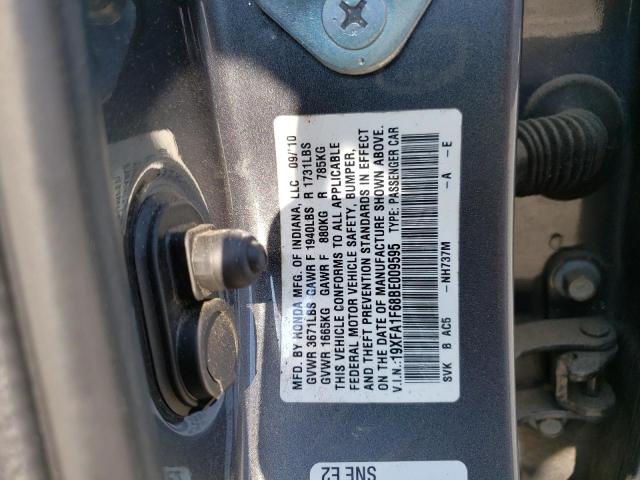 MFD. BY HONDA MFG. OF INDIANA, LLC 09/'10
GVWR 3671LBS GAWR F 1940LBS R 1731LBS
GVWR 1665KG GAWR F 880KG R 785KG
THIS VEHICLE CONFORMS TO ALL APPLICABLE
FEDERAL MOTOR VEHICLE SAFETY, BUMPER,
AND THEFT PREVENTION STANDARDS IN EFFECT
ON THE DATE OF MANUFACTURE SHOWN ABOVE.
V.I.N.:19XFA1F68BE009595 TYPE: PASSENGER CAR
SVK B AC5 -NH737M -A -E
SNE E2